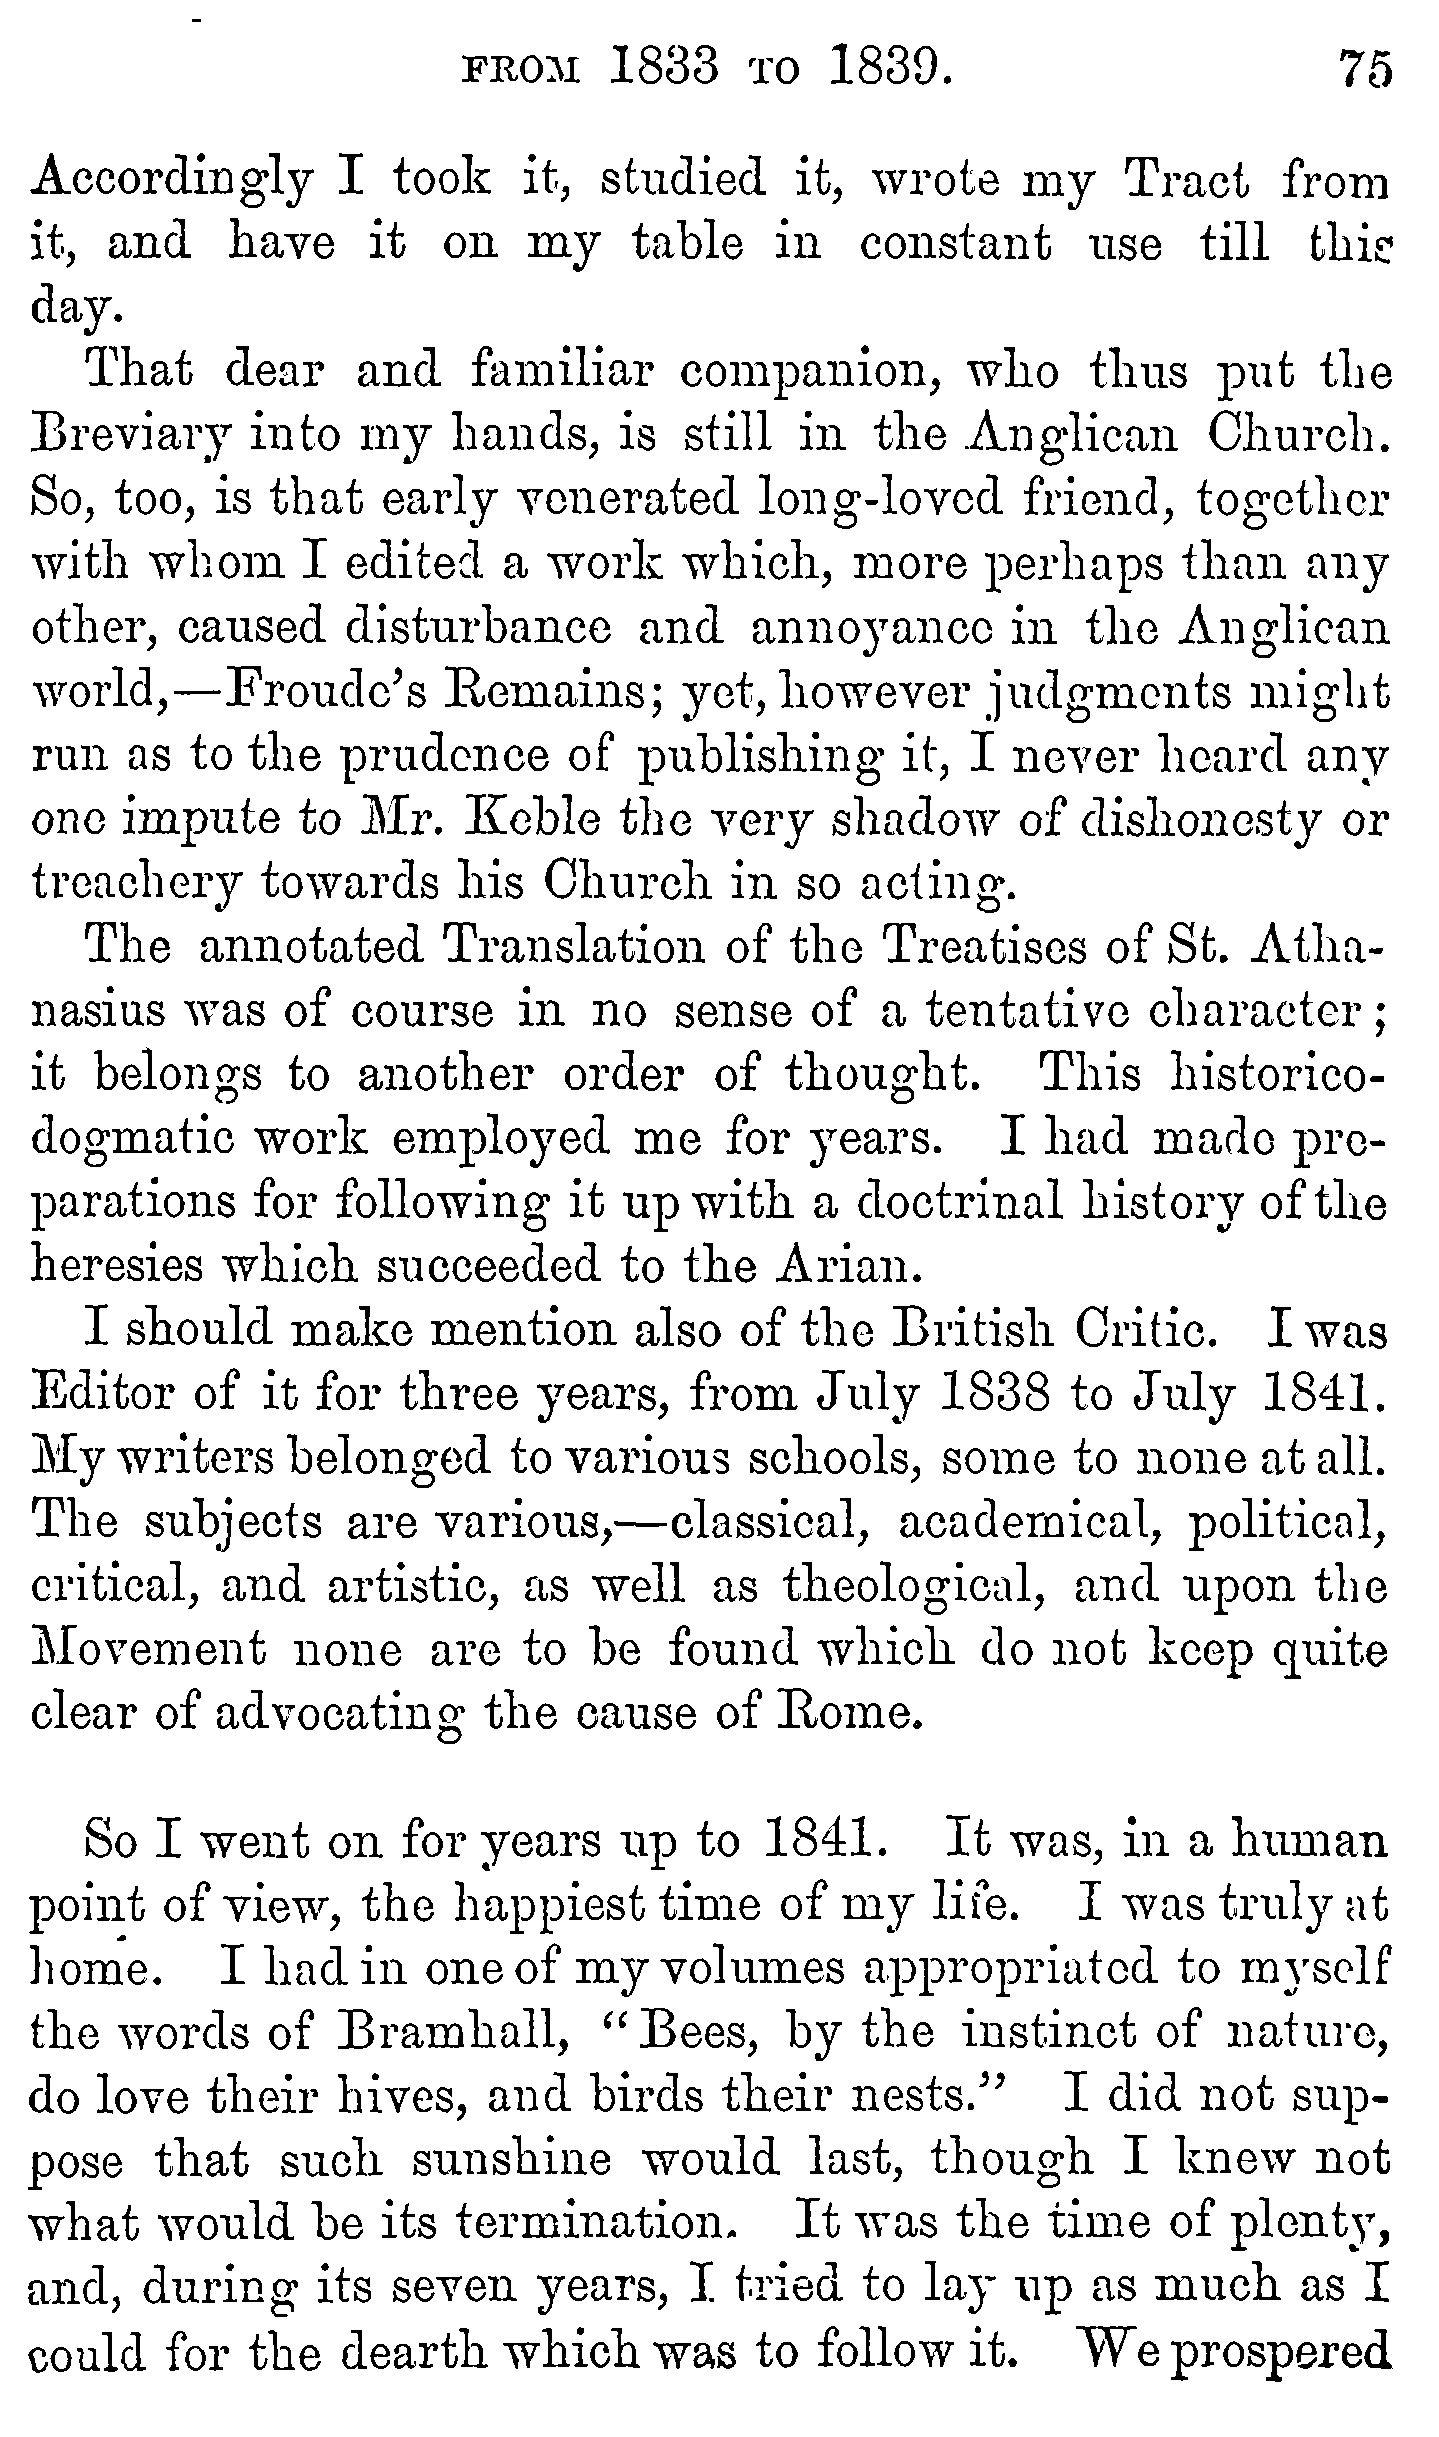 FROM 1833 TO 1839. 75
Accordingly I took it, studied it, wrote my Tract from
it, and have it on my table in constant use till this
day.
That dear and familiar companion, who thus put the
Breviary into my hands, is still in the Anglican Church.
So, too, is that early venerated long-loved friend, together
with whom I edited a work which, more perhaps than any
other, caused disturbance and annoyance in the Anglican
world,—Froude's Remains; yet, however judgments might
run as to the prudence of publishing it, I never heard any
one impute to Mr. Keble the very shadow of dishonesty or
treachery towards his Church in so acting.
The annotated Translation of the Treatises of St. Atha-
nasius was of course in no sense of a tentative character;
it belongs to another order of thought. This historico-
dogmatic work employed me for years. I had made pre-
parations for following it up with a doctrinal history of the
heresies which succeeded to the Arian.
I should make mention also of the British Critic. I was
Editor of it for three years, from July 1838 to July 1841.
My writers belonged to various schools, some to none at all.
The subjects are various,—classical, academical, political,
critical, and artistic, as well as theological, and upon the
Movement none are to be found which do not keep quite
clear of advocating the cause of Rome.
So I went on for years up to 1841. It was, in a human
point of view, the happiest time of my life. I was truly at
home. I had in one of my volumes appropriated to myself
the words of Bramhall, "Bees, by the instinct of nature,
do love their hives, and birds their nests." I did not sup-
pose that such sunshine would last, though I knew not
what would be its termination. It was the time of plenty,
and, during its seven years, I tried to lay up as much as I
could for the dearth which was to follow it. We prospered